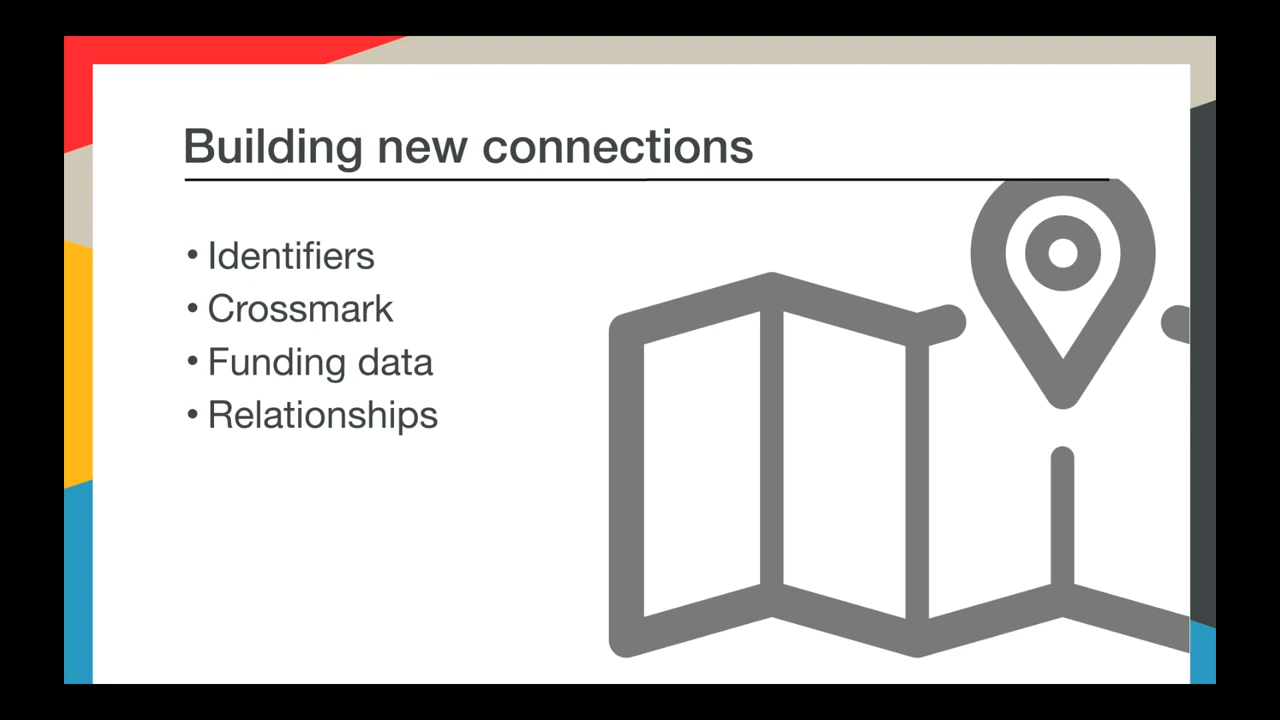 Building new connections
• Identifiers
• Crossmark
• Funding data
• Relationships